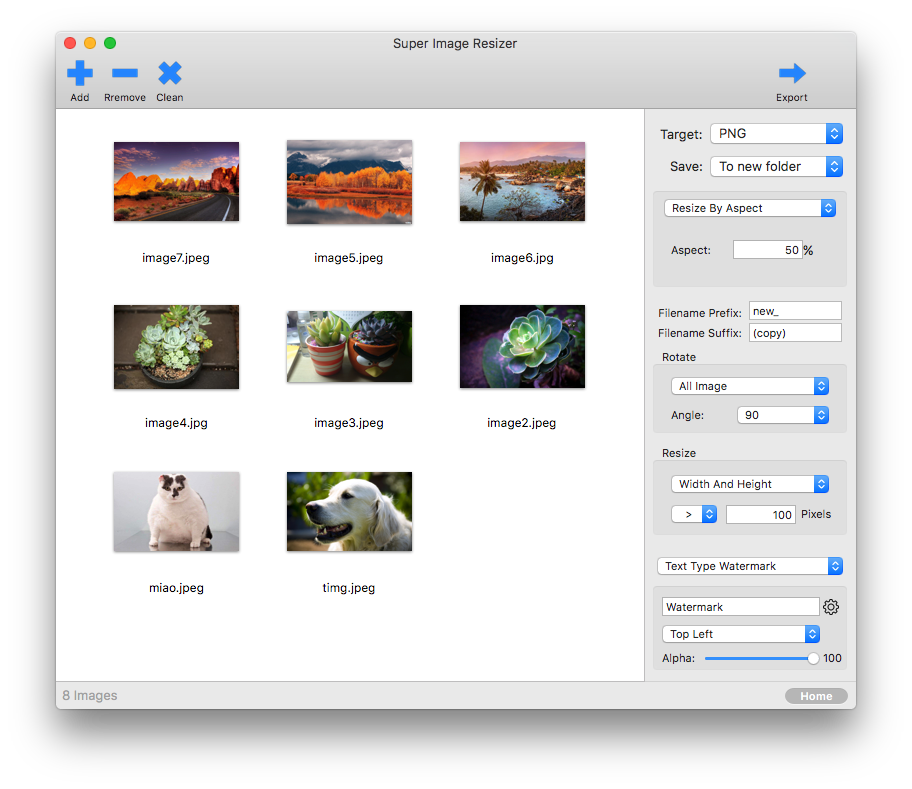 Super Image Resizer
Add
Rremove
Clean
Export
Target: PNG
Save: To new folder
Resize By Aspect
Aspect: 50 %
Filename Prefix: new_
Filename Suffix: (copy)
Rotate
All Image
Angle: 90
Resize
Width And Height
> 100 Pixels
Text Type Watermark
Watermark
Top Left
Alpha: 100
image7.jpeg
image5.jpeg
image6.jpg
image4.jpg
image3.jpeg
image2.jpeg
miao.jpeg
timg.jpeg
8 Images
Home